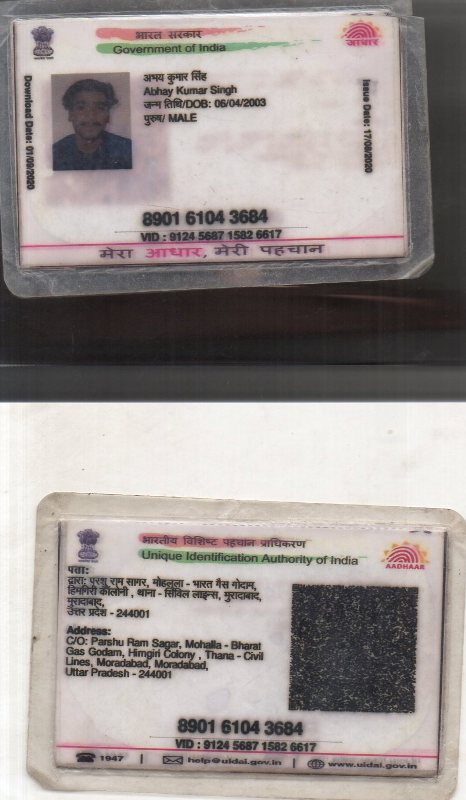 भारत सरकार
Government of India
आधार
अभय कुमार सिंह
Abhay Kumar Singh
जन्म तिथि/DOB: 06/04/2003
पुरुष/ MALE
Download Date: 01/09/2020
Issue Date: 17/08/2020
8901 6104 3684
VID : 9124 5687 1582 6617
मेरा आधार, मेरी पहचान
भारतीय विशिष्ट पहचान प्राधिकरण
Unique Identification Authority of India
AADHAAR
पता:
द्वारा: परशु राम सागर, मोहल्ला - भारत गैस गोदाम,
हिमगिरी कॉलोनी , थाना - सिविल लाइन्स, मुरादाबाद,
मुरादाबाद,
उत्तर प्रदेश - 244001
Address:
C/O: Parshu Ram Sagar, Mohalla - Bharat
Gas Godam, Himgiri Colony , Thana - Civil
Lines, Moradabad, Moradabad,
Uttar Pradesh - 244001
8901 6104 3684
VID : 9124 5687 1582 6617
1947 | help@uidai.gov.in | www.uidai.gov.in